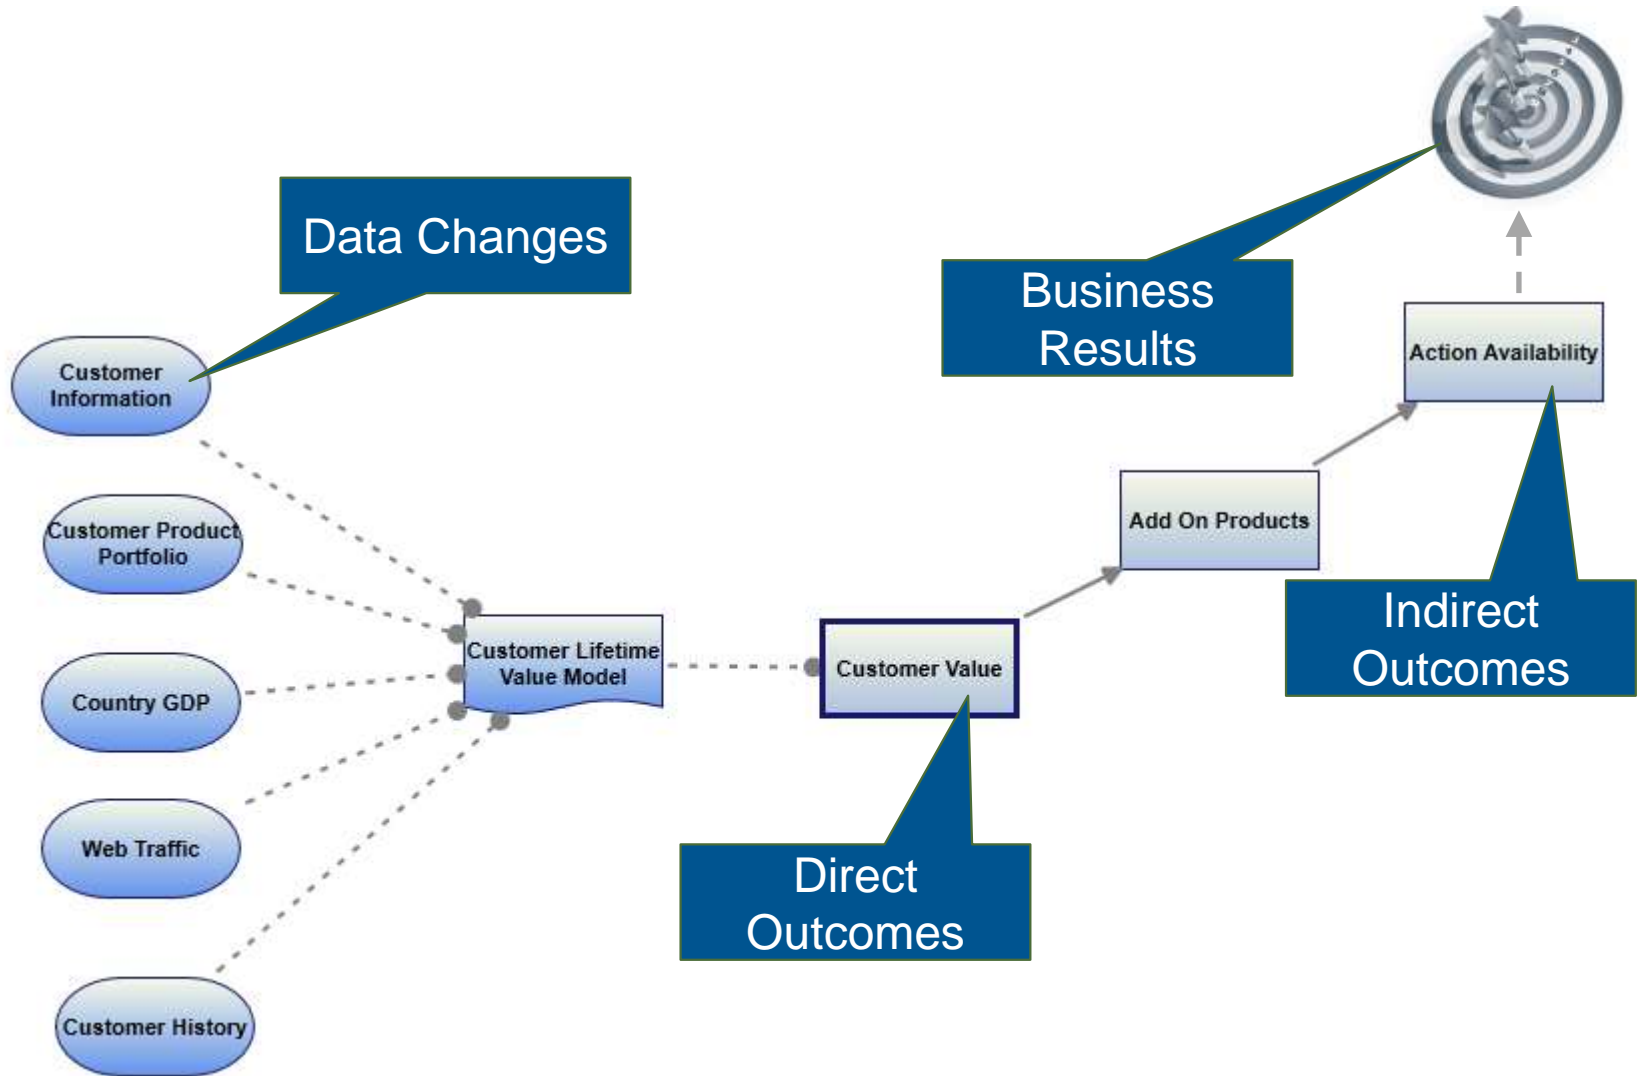 Data Changes
Business
Results
Customer
Information
Action Availability
Customer Product
Portfolio
Add On Products
Indirect
Outcomes
Customer Lifetime
Value Model
Customer Value
Country GDP
Web Traffic
Direct
Outcomes
Customer History